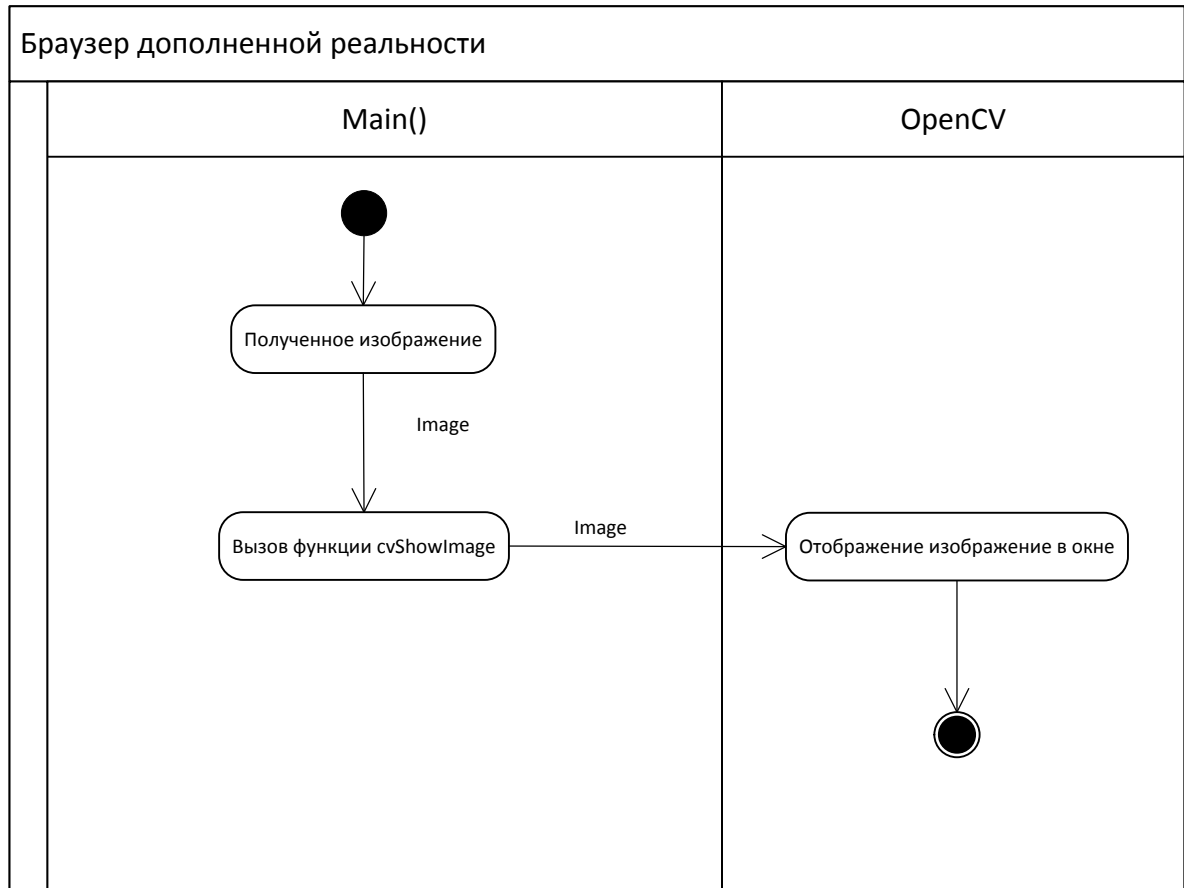 Браузер дополненной реальности
Main()
OpenCV
Полученное изображение
Image
Вызов функции cvShowImage
Image
Отображение изображение в окне